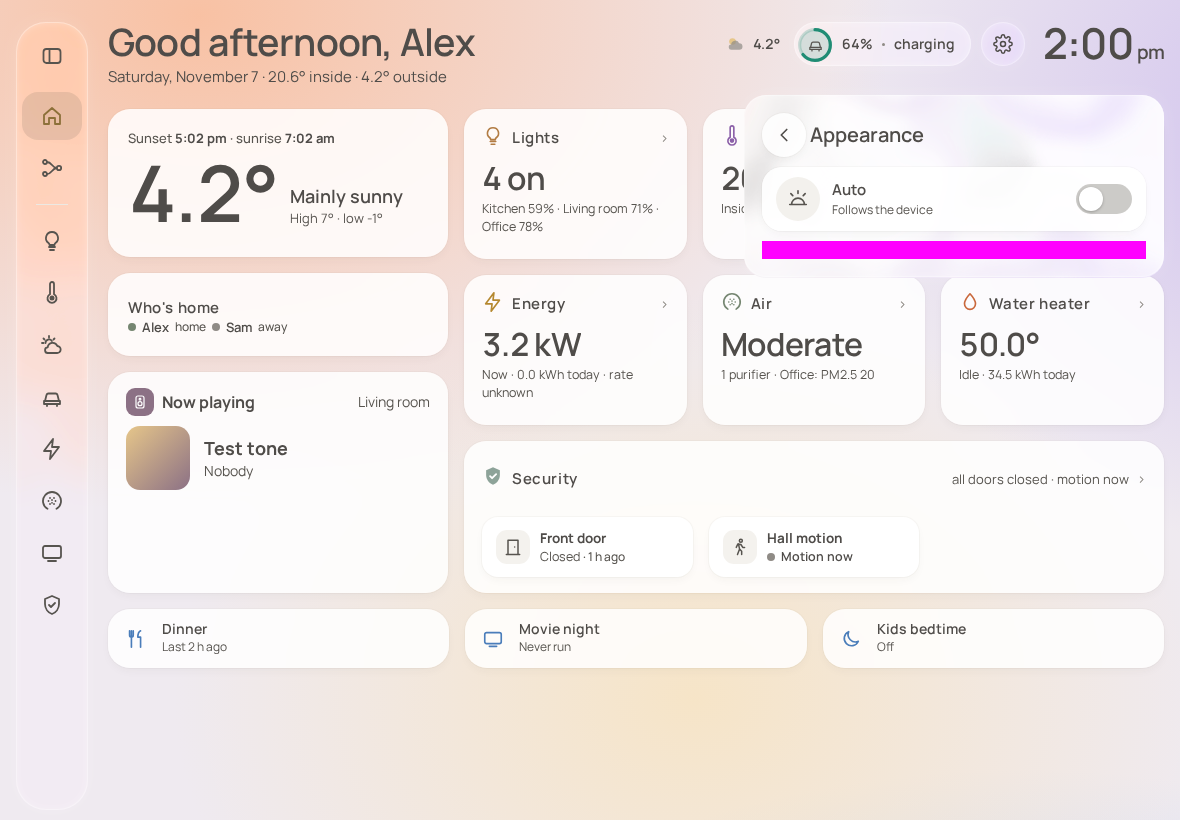 Good afternoon, Alex
Saturday, November 7 · 20.6° inside · 4.2° outside
4.2°
64% · charging
2:00 pm
Sunset 5:02 pm · sunrise 7:02 am
4.2°
Mainly sunny
High 7° · low -1°
Lights
4 on
Kitchen 59% · Living room 71% ·
Office 78%
Appearance
Auto
Follows the device
Who's home
Alex home Sam away
Energy
3.2 kW
Now · 0.0 kWh today · rate
unknown
Air
Moderate
1 purifier · Office: PM2.5 20
Water heater
50.0°
Idle · 34.5 kWh today
Now playing
Living room
Test tone
Nobody
Security
all doors closed · motion now
Front door
Closed · 1 h ago
Hall motion
Motion now
Dinner
Last 2 h ago
Movie night
Never run
Kids bedtime
Off